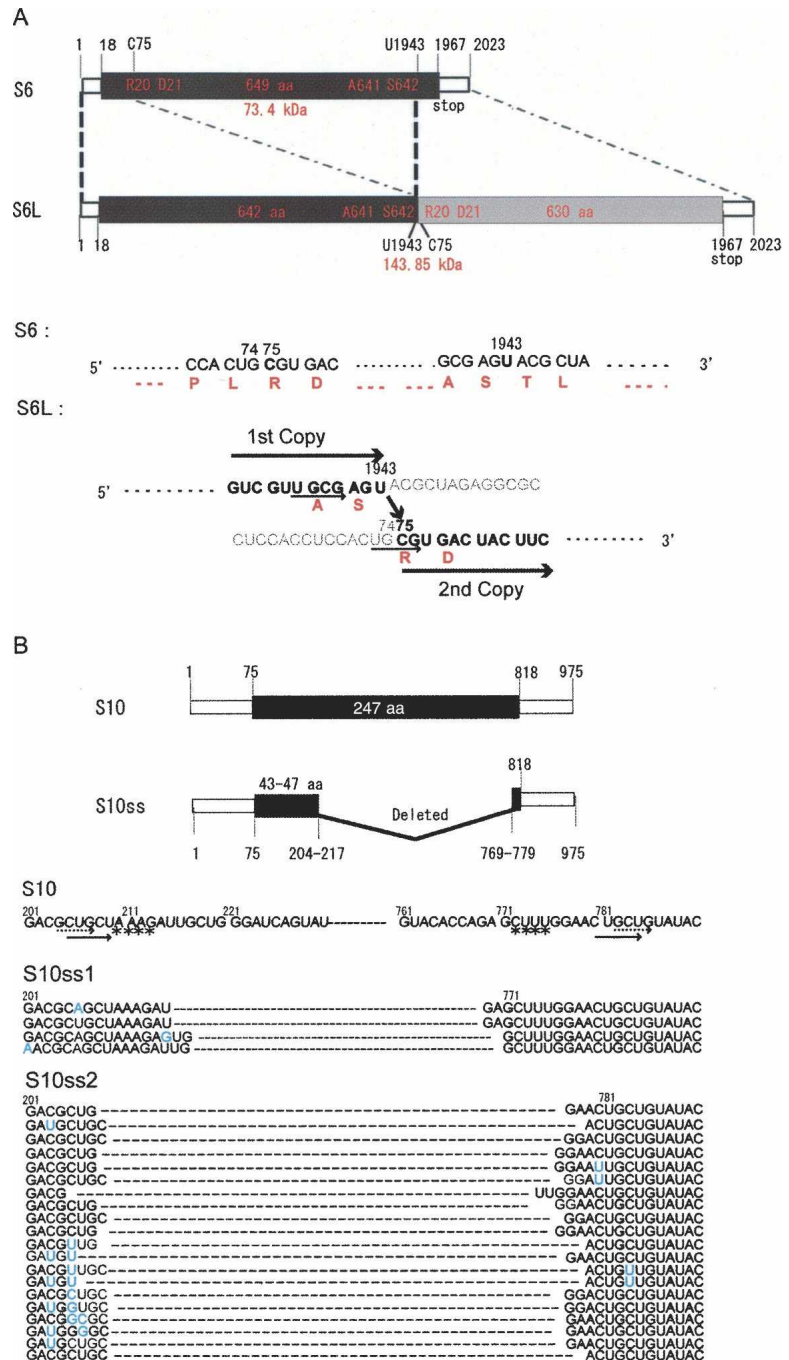 A
1 18 C75 U1943 1967 2023
S6 R20 D21 649 aa A641 S642
73.4 kDa stop
S6L 642 aa A641 S642 R20 D21 630 aa
1 18 U1943 C75 1967 2023
143.85 kDa stop
S6 :
74 75 1943
5' ........ CCA CUG CGU GAC ........ GCG AGU ACG CUA ........ 3'
P L R D A S T L
S6L :
1st Copy
1943
5' ........ GUC GUU GCG AGU ACGCUAGAGGCGC
A S
7475
CUCCACCUCCACUG CGU GAC UAC UUC ........ 3'
R D
2nd Copy
B
1 75 818 975
S10 247 aa
43-47 aa 818
S10ss Deleted
1 75 204-217 769-779 975
S10
201 211 221 761 771 781
GACGCUGCUAAAGAUUGCUG GGAUCAGUAU------- GUACACCAGA GCUUUGGAAC UGCUGUAUAC
**** ****
S10ss1
201 771
GACGCAGCUAAAGAU------- GAGCUUUGGAACUGCUGUAUAC
GACGCUGCUAAAGAU------- GAGCUUUGGAACUGCUGUAUAC
GACGCAGCUAAAGAGUG------- GCUUUGGAACUGCUGUAUAC
AACGCAGCUAAAGAUUG------- GCUUUGGAACUGCUGUAUAC
S10ss2
201 781
GACGCUG------- GAACUGCUGUAUAC
GAUGCUGC------- ACUGCUGUAUAC
GACGCUGC------- GGACUGCUGUAUAC
GACGCUG------- GGAACUGCUGUAUAC
GACGCUG------- GGAAUUGCUGUAUAC
GACGCUGC------- GGAUUGCUGUAUAC
GACG------- UUGGAACUGCUGUAUAC
GACGCUG------- GGAACUGCUGUAUAC
GACGCUGC------- GGACUGCUGUAUAC
GACGCUG------- GGAACUGCUGUAUAC
GACGUUG------- ACUGCUGUAUAC
GAUGU------- GAACUGCUGUAUAC
GACGUUGC------- ACUGUUGUAUAC
GAUGU------- ACUGUUGUAUAC
GACGCUGC------- GGACUGCUGUAUAC
GAUGGUGC------- GGACUGCUGUAUAC
GACGGCGC------- GAACUGCUGUAUAC
GAUGGGGC------- GAACUGCUGUAUAC
GAUGCUGC------- GAACUGCUGUAUAC
GACGCUGC------- ACUGCUGUAUAC